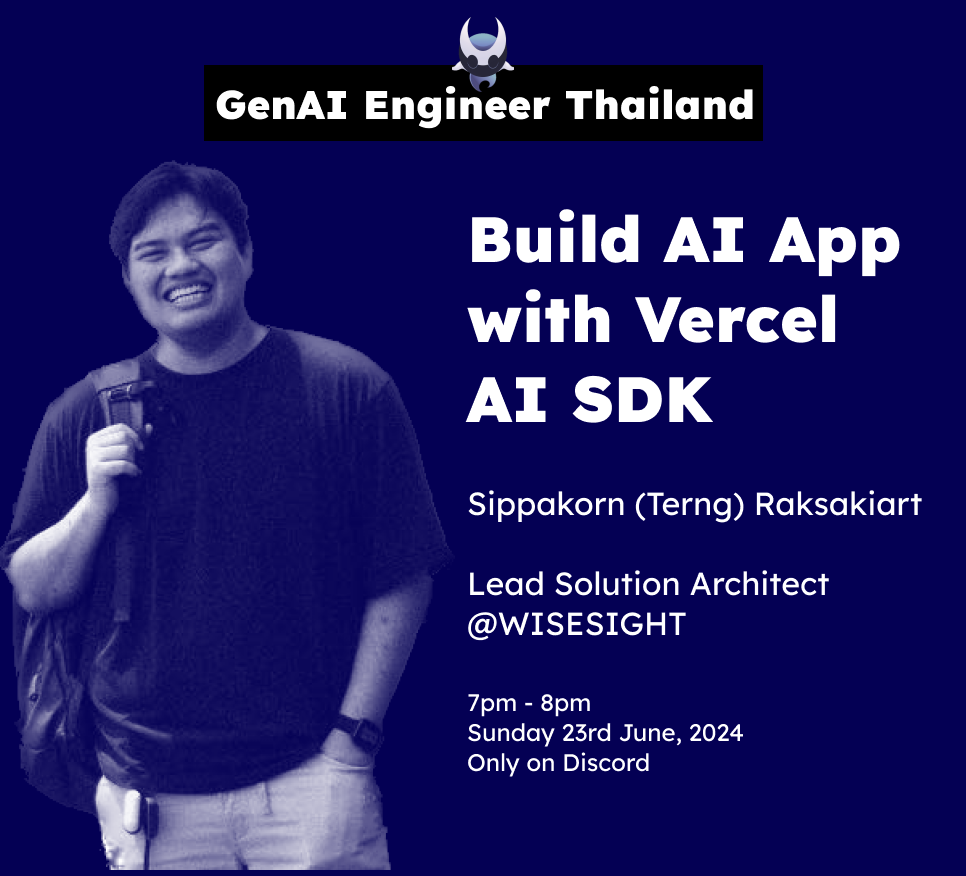 GenAI Engineer Thailand
Build AI App
with Vercel
AI SDK
Sippakorn (Terng) Raksakiart
Lead Solution Architect
@WISESIGHT
7pm - 8pm
Sunday 23rd June, 2024
Only on Discord